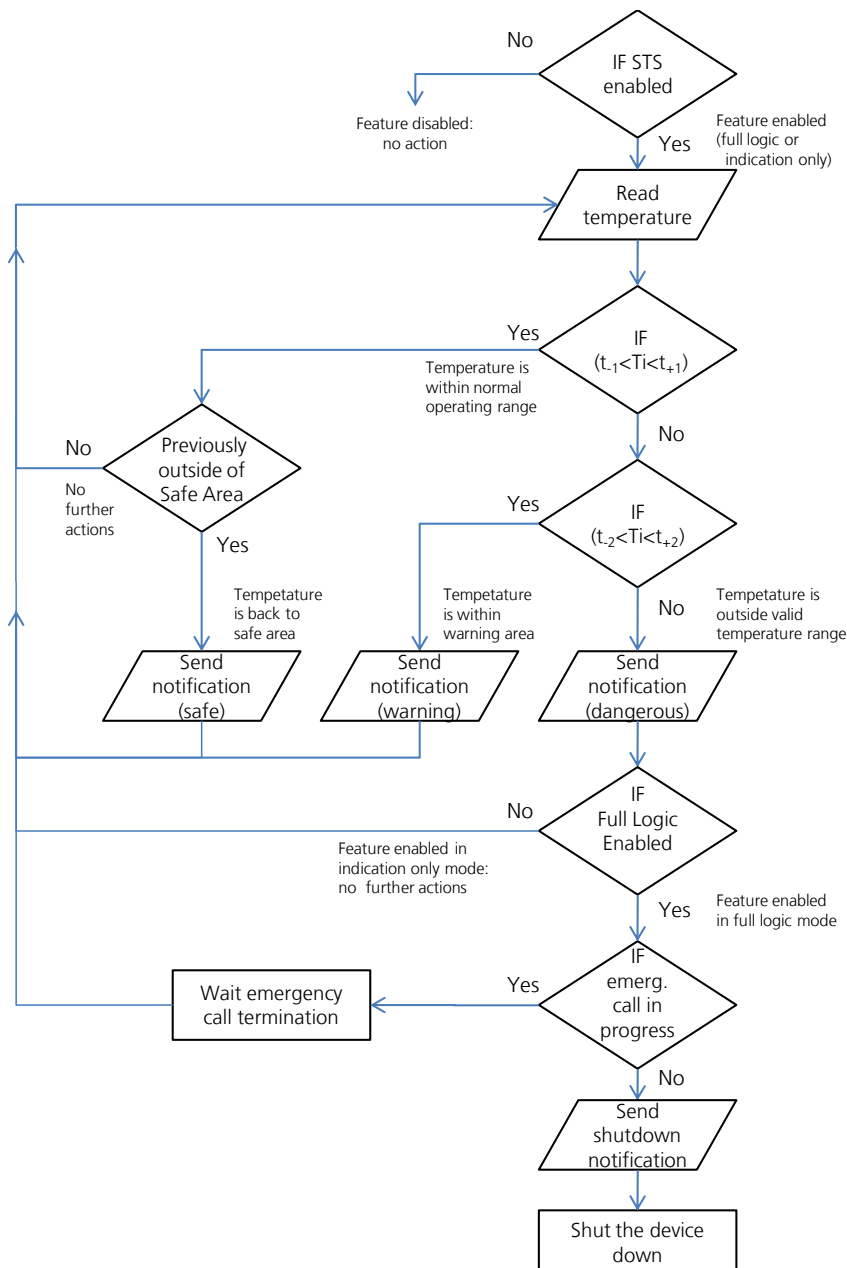 No
IF STS
enabled
Feature disabled:
no action
Yes
Feature enabled
(full logic or
indication only)
Read
temperature
Yes
IF
(t-1<Ti<t+1)
Temperature is
within normal
operating range
No
No
Previously
outside of
Safe Area
No
further
actions
Yes
Yes
IF
(t-2<Ti<t+2)
Tempetature
is back to
safe area
Tempetature
is within
warning area
No
Tempetature is
outside valid
temperature range
Send
notification
(safe)
Send
notification
(warning)
Send
notification
(dangerous)
No
IF
Full Logic
Enabled
Feature enabled in
indication only mode:
no further actions
Yes
Feature enabled
in full logic mode
Wait emergency
call termination
Yes
IF
emerg.
call in
progress
No
Send
shutdown
notification
Shut the device
down